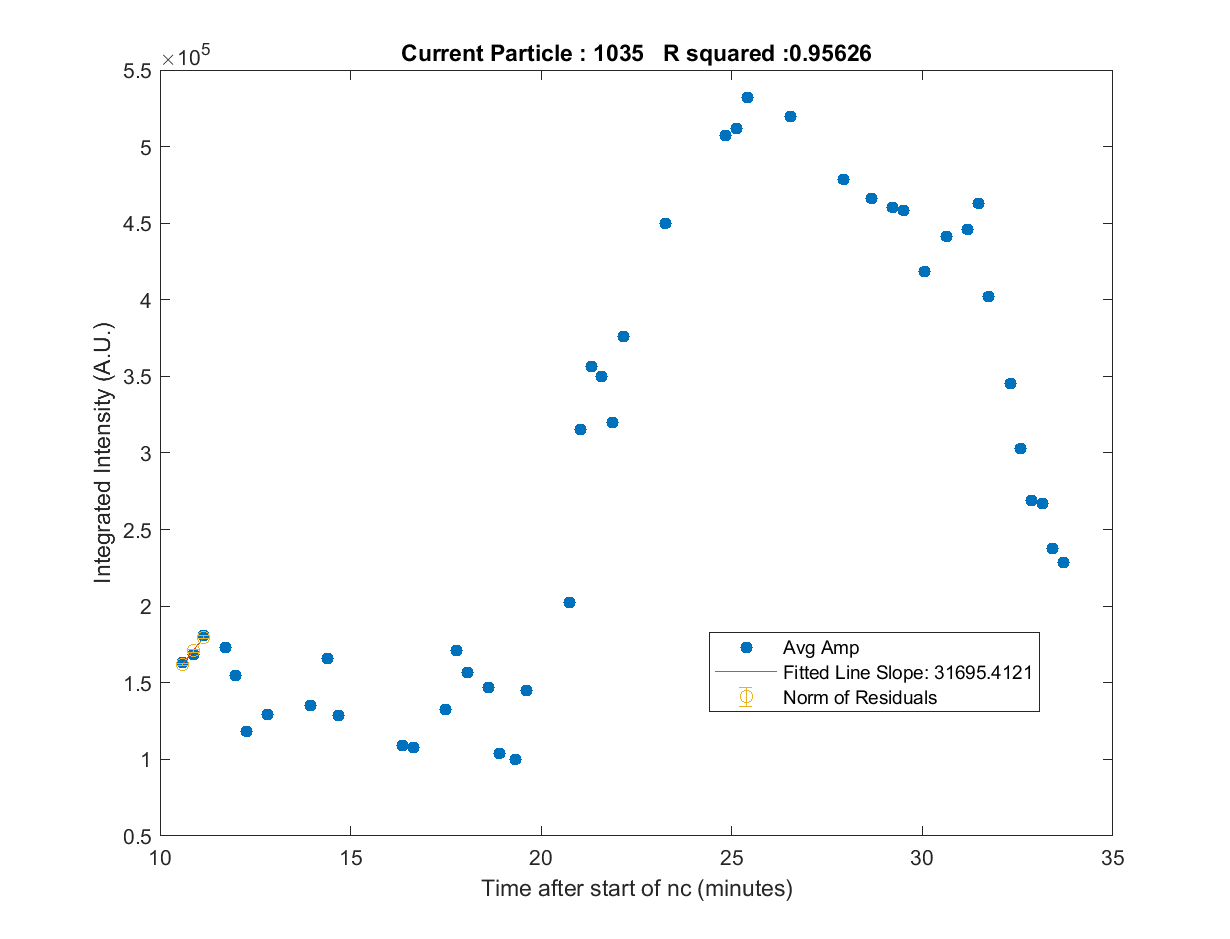 Current Particle : 1035 R squared :0.95626
×10^5
5.5
5
4.5
4
3.5
3
2.5
2
1.5
1
0.5
Integrated Intensity (A.U.)
Avg Amp
Fitted Line Slope: 31695.4121
Norm of Residuals
10 15 20 25 30 35
Time after start of nc (minutes)